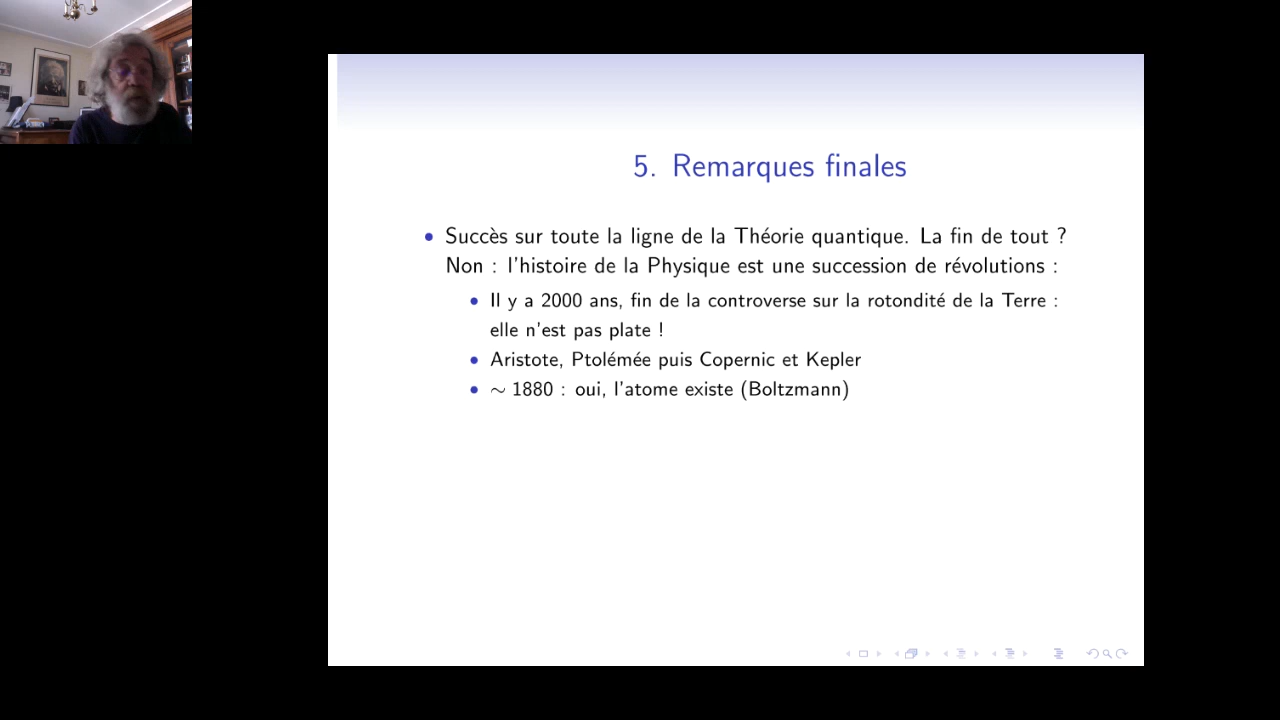 5. Remarques finales
• Succès sur toute la ligne de la Théorie quantique. La fin de tout ?
Non : l'histoire de la Physique est une succession de révolutions :
• Il y a 2000 ans, fin de la controverse sur la rotondité de la Terre :
elle n'est pas plate !
• Aristote, Ptolémée puis Copernic et Kepler
• ∼ 1880 : oui, l'atome existe (Boltzmann)